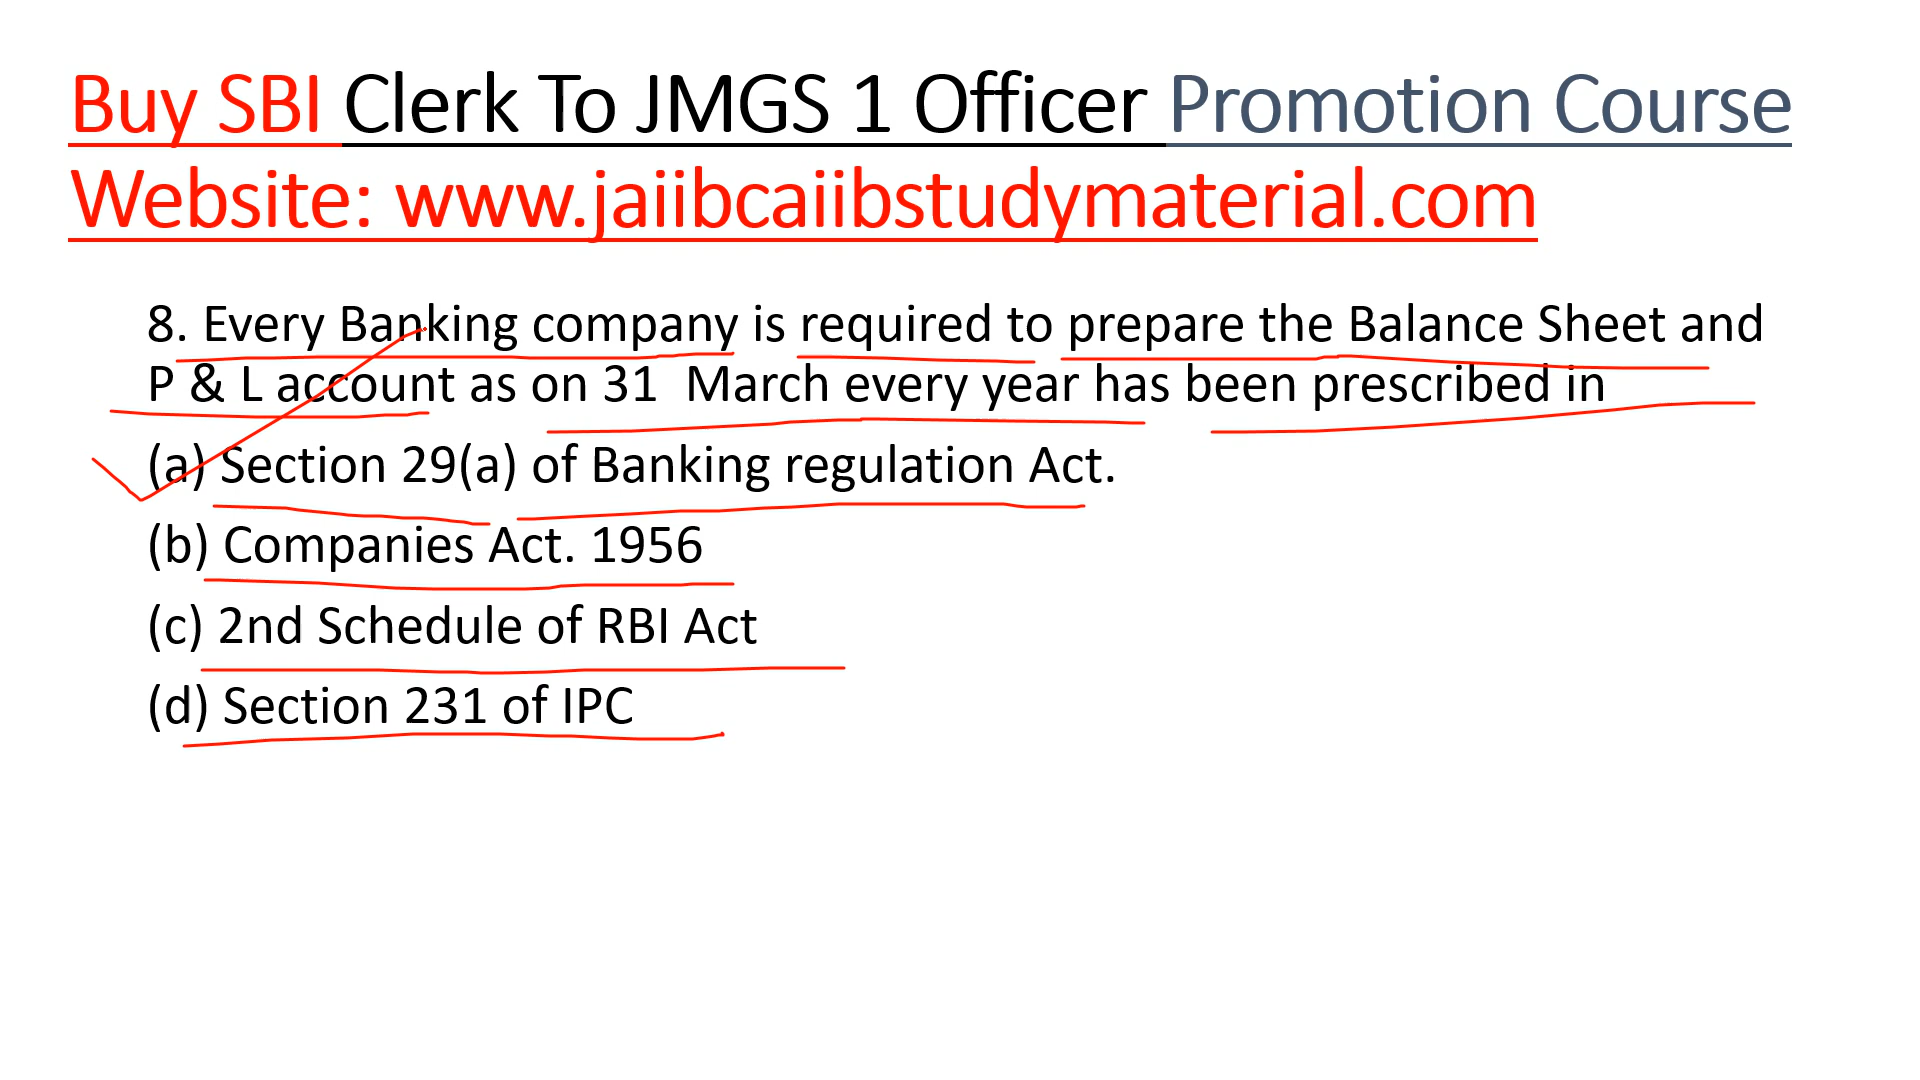 Buy SBI Clerk To JMGS 1 Officer Promotion Course
Website: www.jaiibcaiibstudymaterial.com
8. Every Banking company is required to prepare the Balance Sheet and
P & L account as on 31  March every year has been prescribed in
(a) Section 29(a) of Banking regulation Act.
(b) Companies Act. 1956
(c) 2nd Schedule of RBI Act
(d) Section 231 of IPC